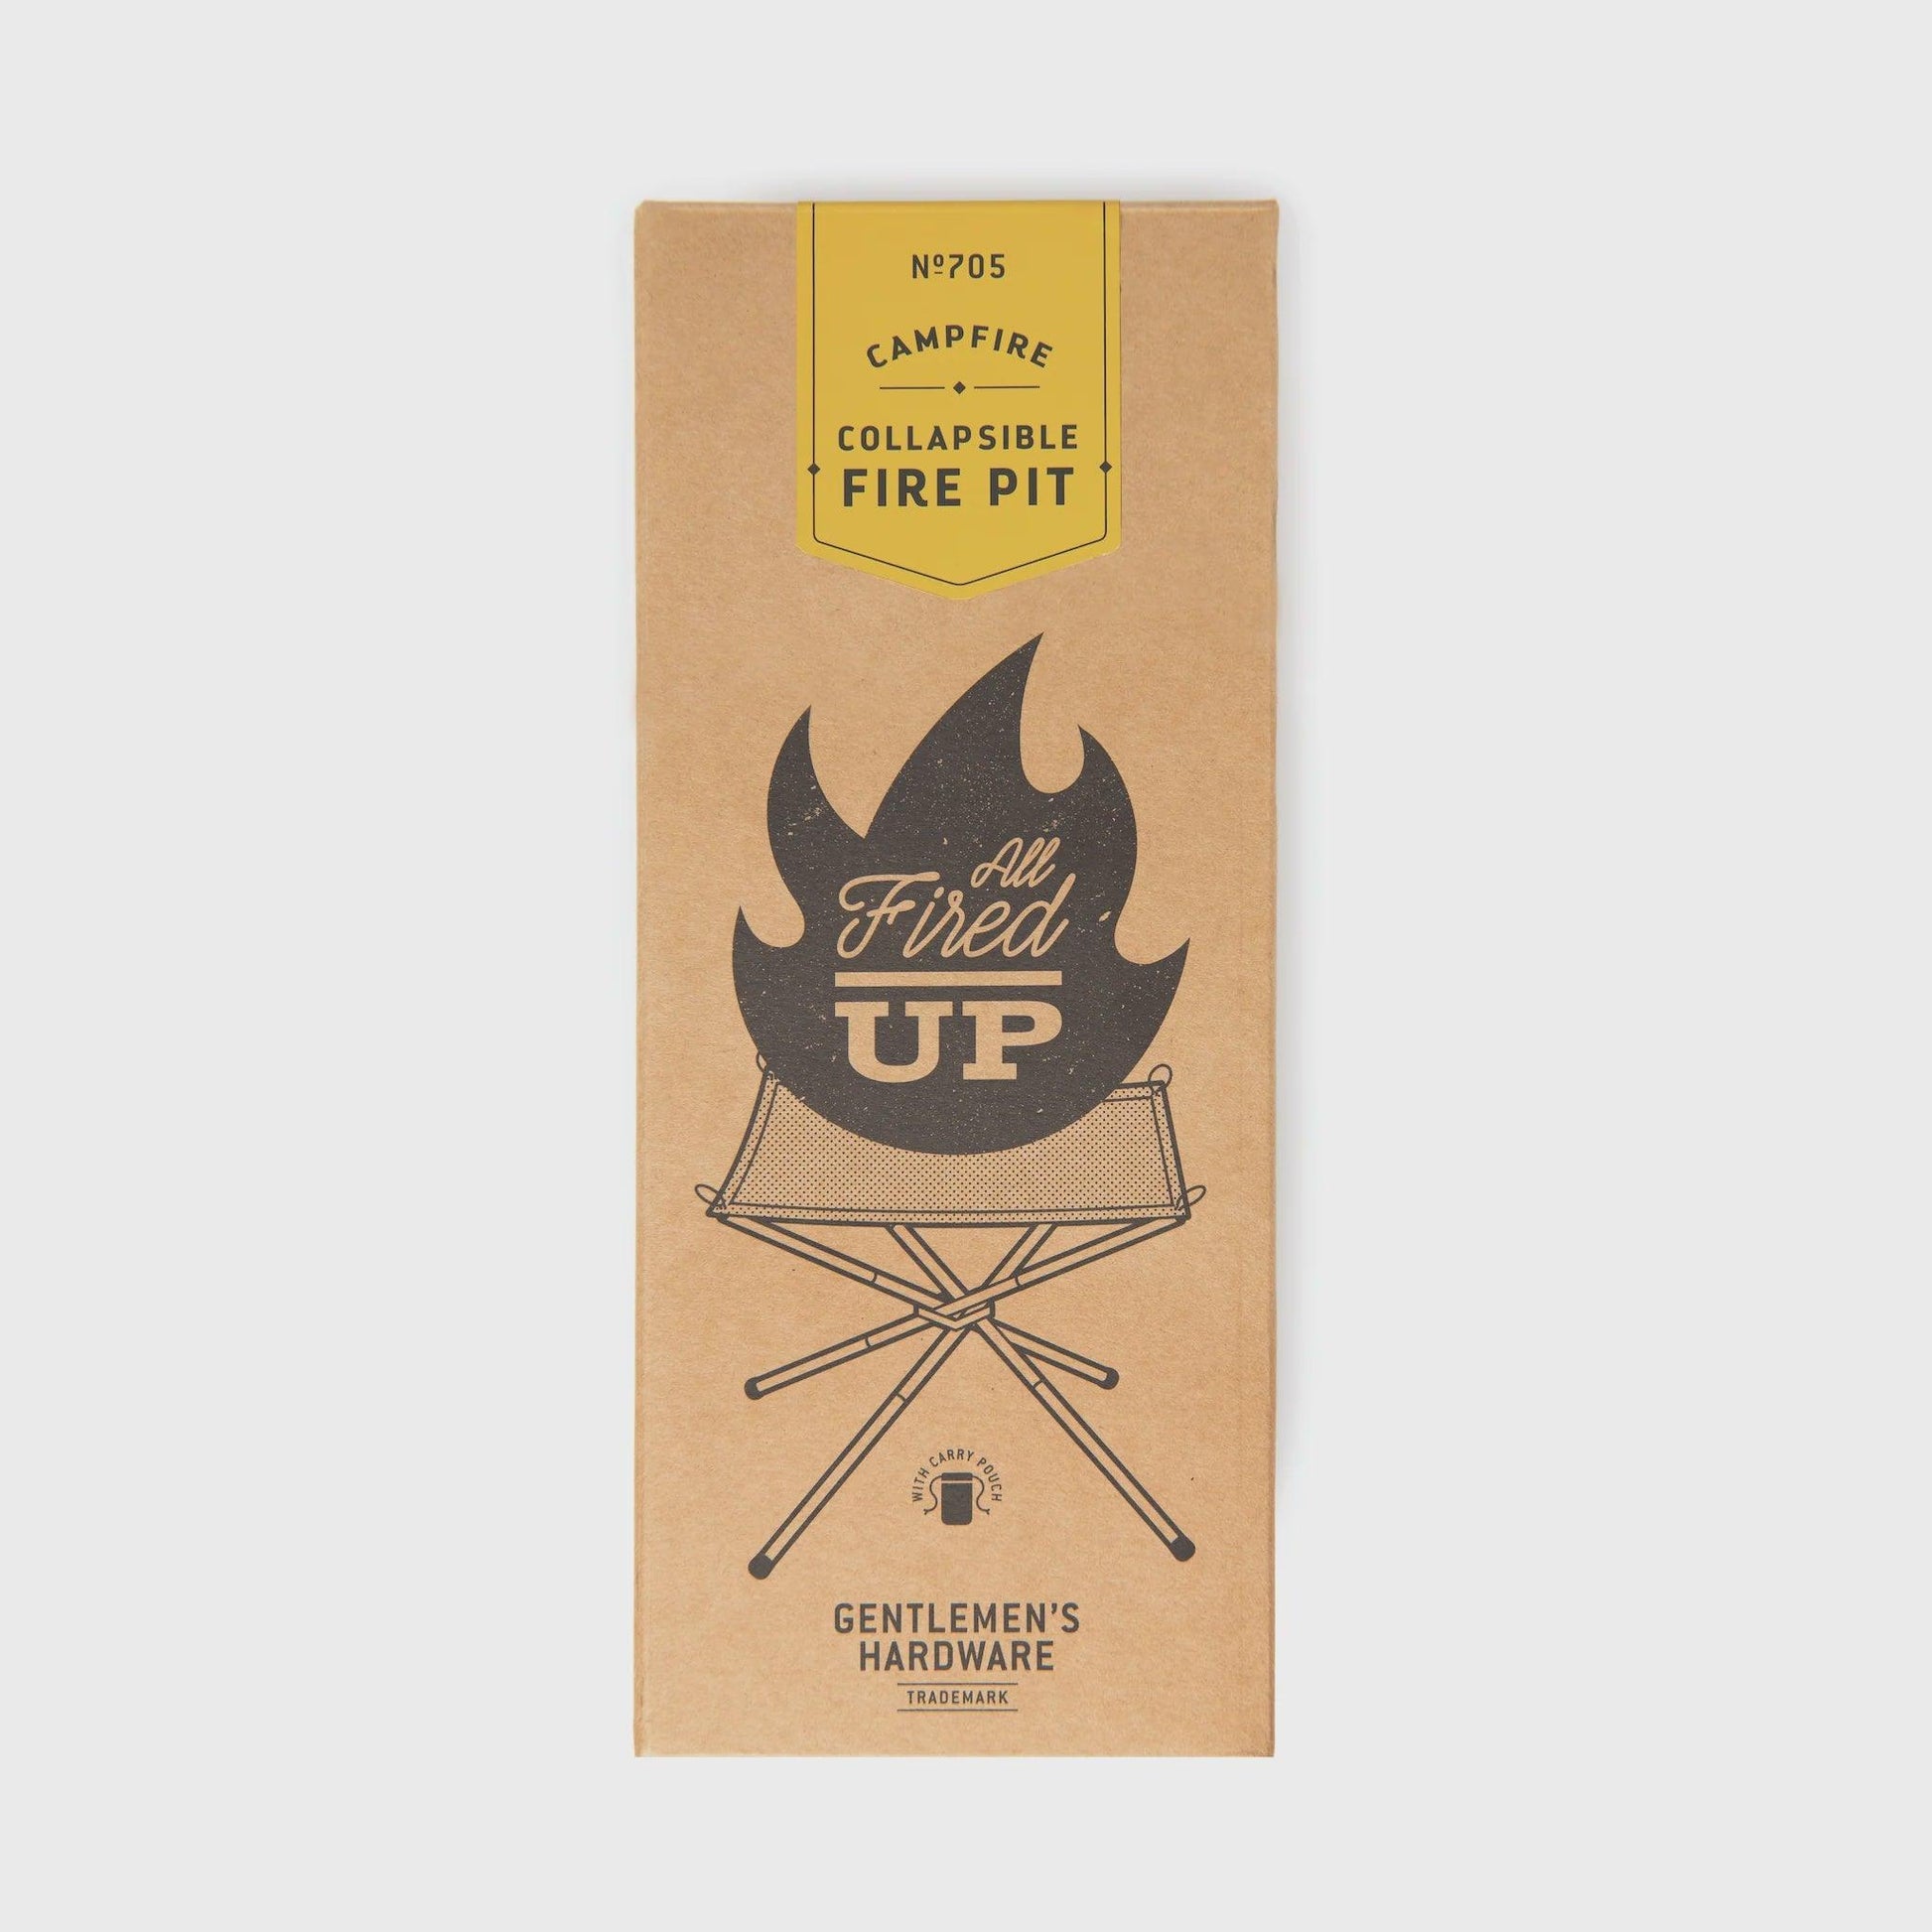 Nº705
CAMPFIRE
COLLAPSIBLE
FIRE PIT
All
Fired
UP
WITH CARRY POUCH
GENTLEMEN'S
HARDWARE
TRADEMARK